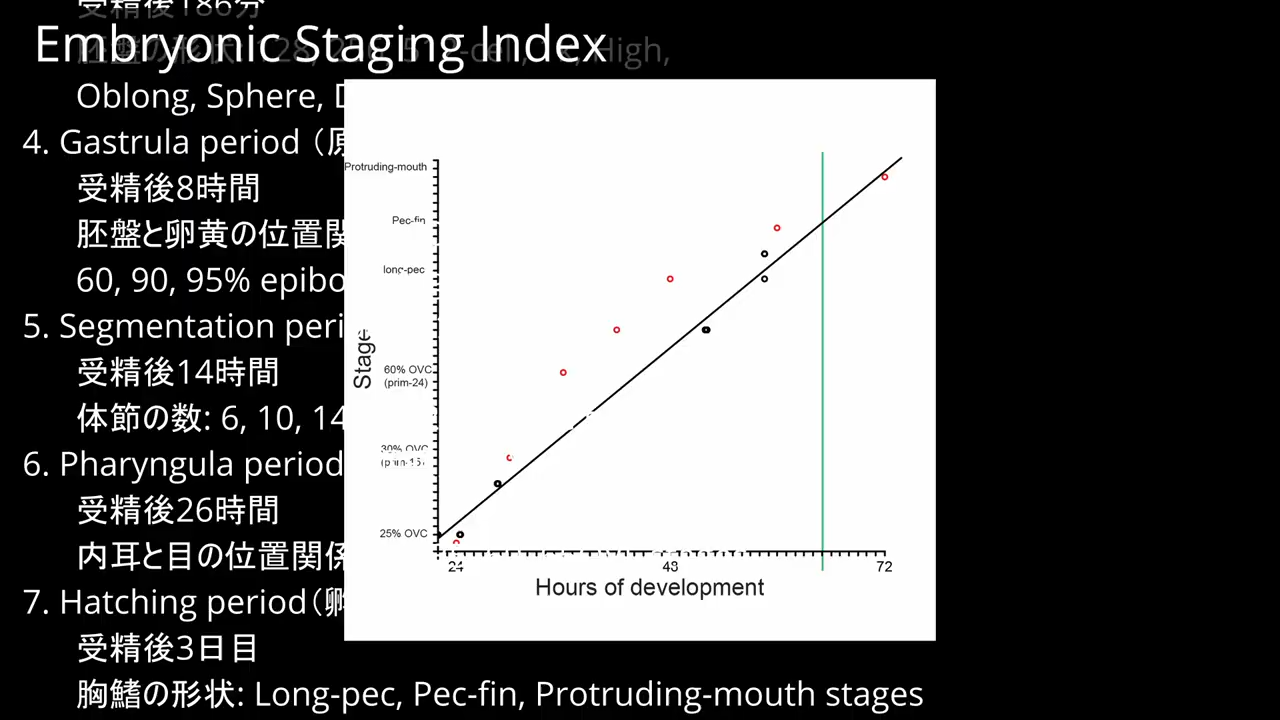 Embryonic Staging Index
受精後186分
Oblong, Sphere,
4. Gastrula period（原
受精後8時間
胚盤と卵黄の位置関
60, 90, 95% epibo
5. Segmentation peri
受精後14時間
体節の数: 6, 10, 14
6. Pharyngula period
受精後26時間
内耳と目の位置関係
7. Hatching period（孵
受精後3日目
胸鰭の形状: Long-pec, Pec-fin, Protruding-mouth stages
Protruding-mouth
Pec-fin
long-pec
Stage
60% OVC
(prim-24)
30% OVC
(prim-15)
25% OVC
24 48 72
Hours of development